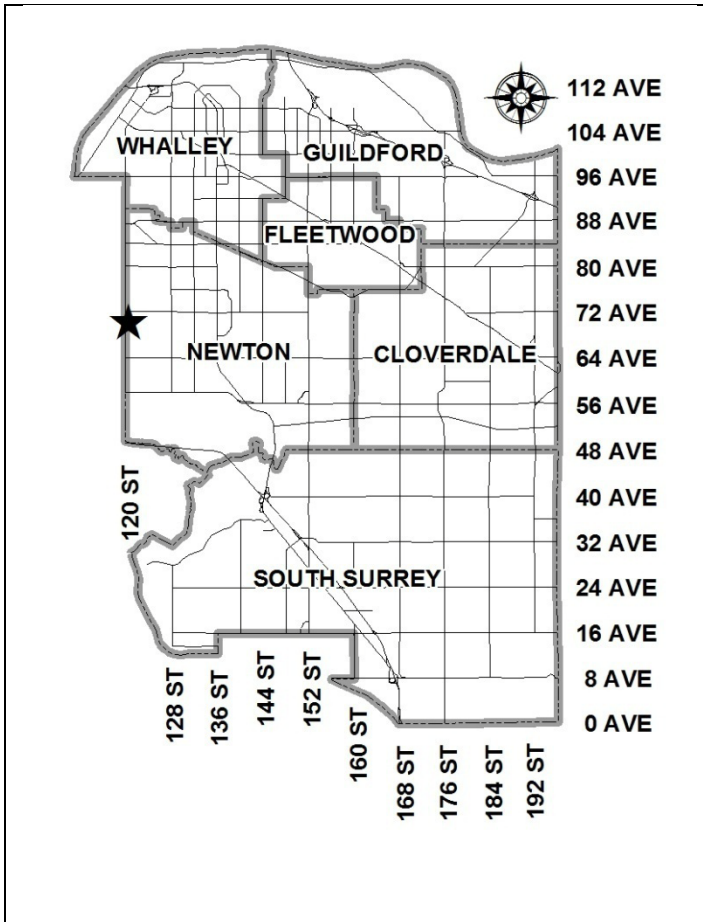 112 AVE
104 AVE
WHALLEY
GUILDFORD
96 AVE
88 AVE
FLEETWOOD
80 AVE
72 AVE
NEWTON
CLOVERDALE
64 AVE
56 AVE
48 AVE
120 ST
40 AVE
32 AVE
SOUTH SURREY
24 AVE
16 AVE
8 AVE
0 AVE
128 ST
136 ST
144 ST
152 ST
160 ST
168 ST
176 ST
184 ST
192 ST